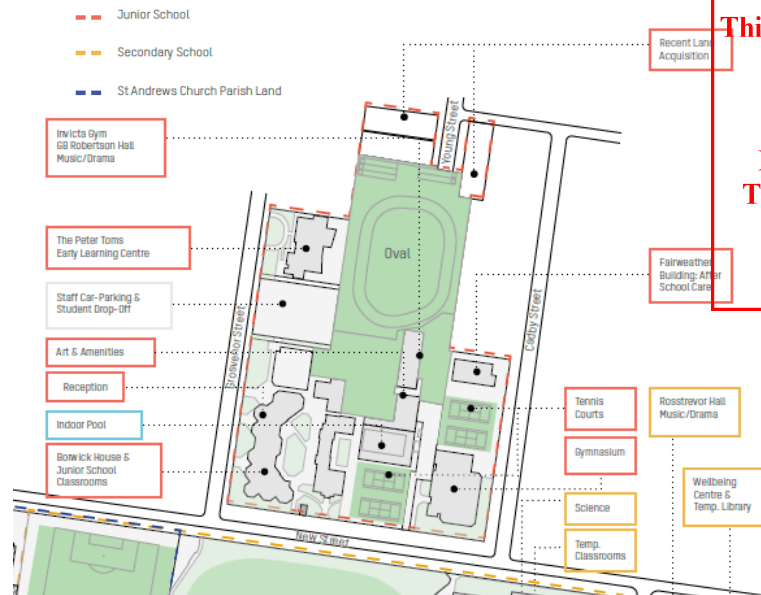 Junior School
Secondary School
St Andrews Church Parish Land
Recent Land
Acquisition
Thi
T
Invicta Gym
GB Robertson Hall
Music/Drama
Young Street
The Peter Toms
Early Learning Centre
Oval
Fairweather
Building: After
School Care
Staff Car-Parking &
Student Drop-Off
Grosvenor Street
Cadby Street
Art & Amenities
Reception
Indoor Pool
Borwick House &
Junior School
Classrooms
Tennis
Courts
Rosstrevor Hall
Music/Drama
Gymnasium
Wellbeing
Centre &
Temp. Library
Science
Temp.
Classrooms
New Street